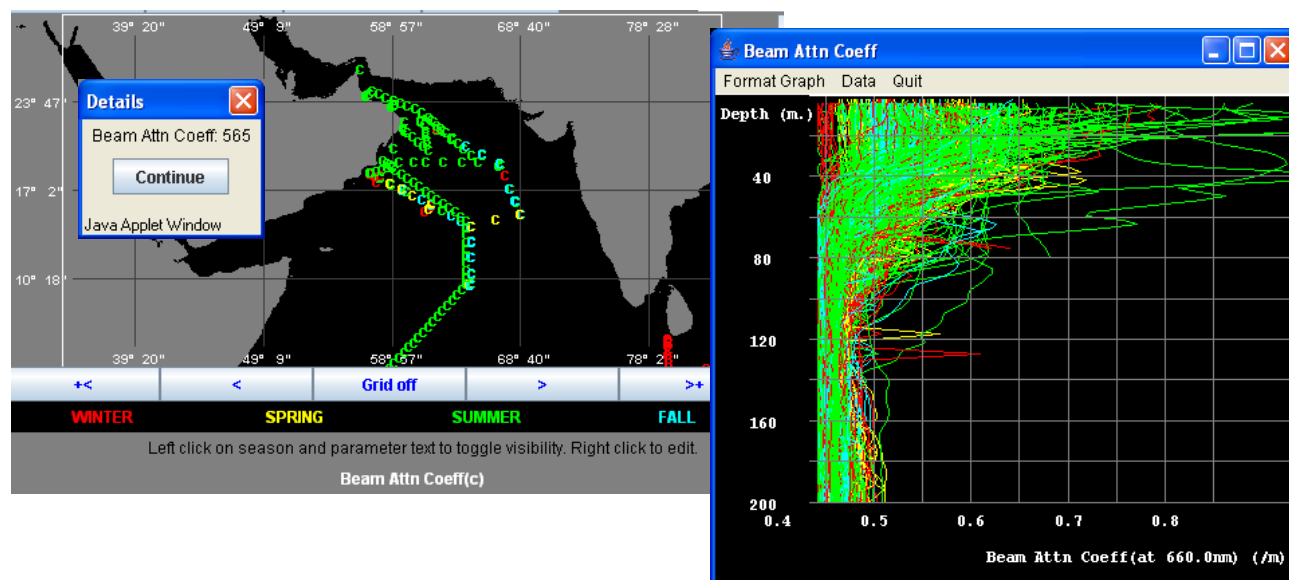 39° 20" 49° 9" 58° 57" 68° 40" 78° 28"
23° 47'
17° 2"
10° 18'
39° 20" 49° 9" 58° 57" 68° 40" 78° 28"
Details
Beam Attn Coeff: 565
Continue
Java Applet Window
+< < Grid off > >+
WINTER SPRING SUMMER FALL
Left click on season and parameter text to toggle visibility. Right click to edit.
Beam Attn Coeff(c)
Beam Attn Coeff
Format Graph Data Quit
Depth (m.)
40
80
120
160
200
0.4 0.5 0.6 0.7 0.8
Beam Attn Coeff(at 660.0nm) (/m)